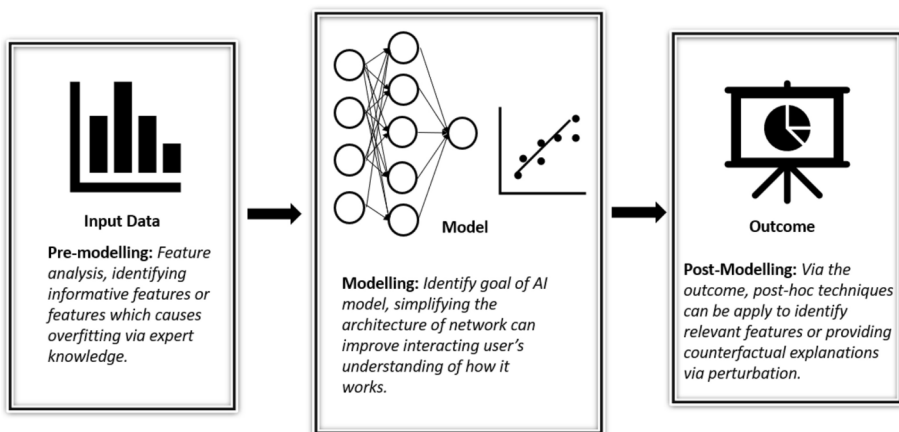 Input Data
Pre-modelling: Feature
analysis, identifying
informative features or
features which causes
overfitting via expert
knowledge.
Model
Modelling: Identify goal of AI
model, simplifying the
architecture of network can
improve interacting user's
understanding of how it
works.
Outcome
Post-Modelling: Via the
outcome, post-hoc techniques
can be apply to identify
relevant features or providing
counterfactual explanations
via perturbation.